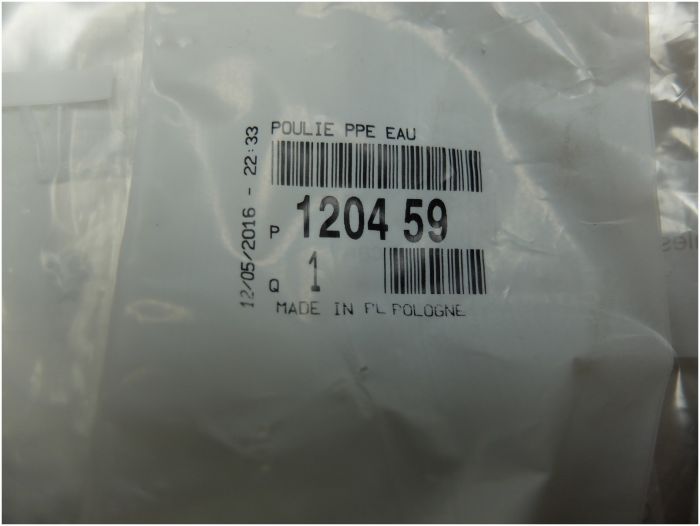 POULIE PPE EAU
P 1204 59
Q 1
MADE IN PL POLOGNE
12/05/2016 - 22:33